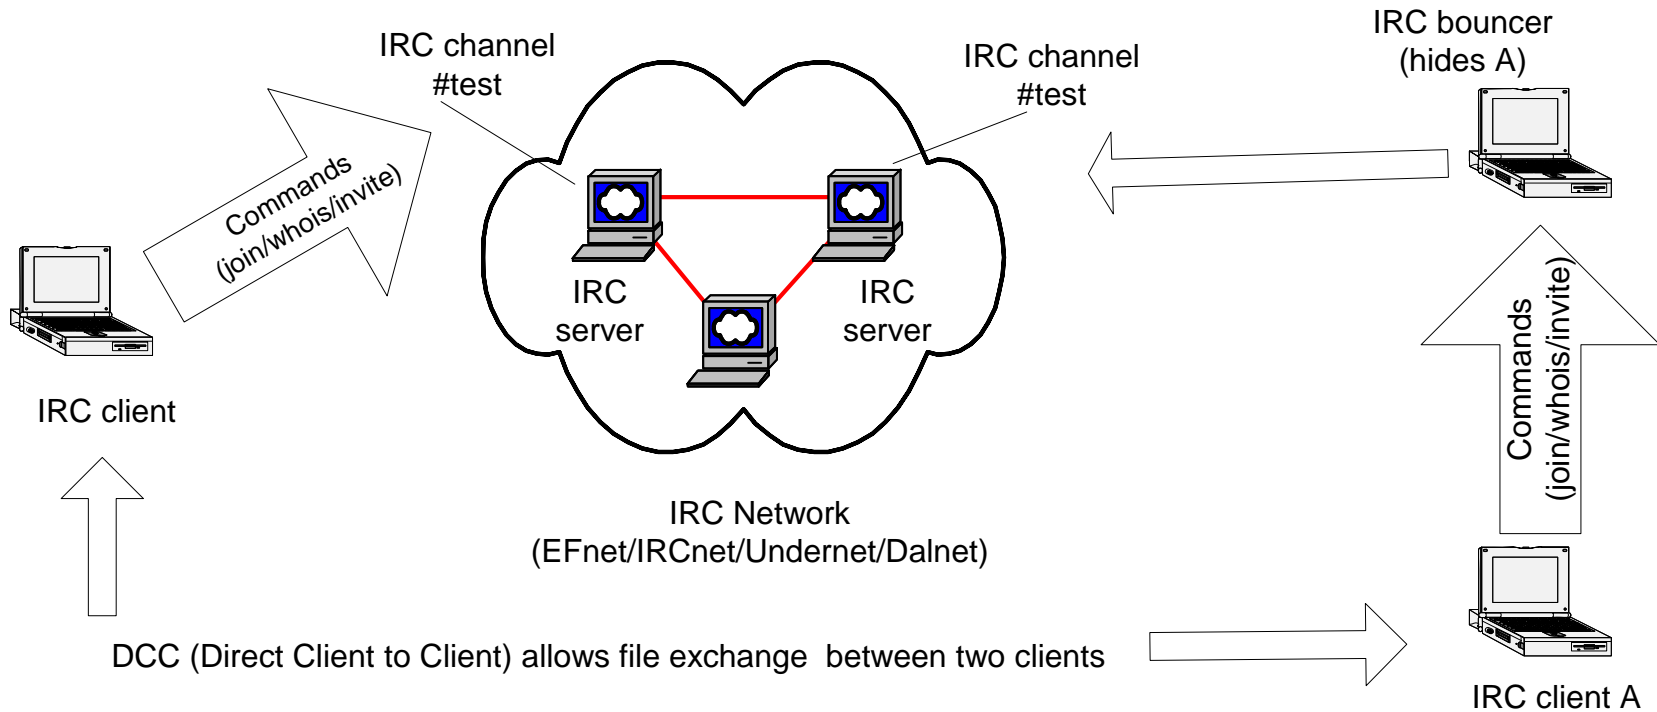 IRC channel
#test
IRC channel
#test
IRC bouncer
(hides A)
Commands
(join/whois/invite)
IRC
server
IRC
server
IRC client
Commands
(join/whois/invite)
IRC Network
(EFnet/IRCnet/Undernet/Dalnet)
DCC (Direct Client to Client) allows file exchange between two clients
IRC client A